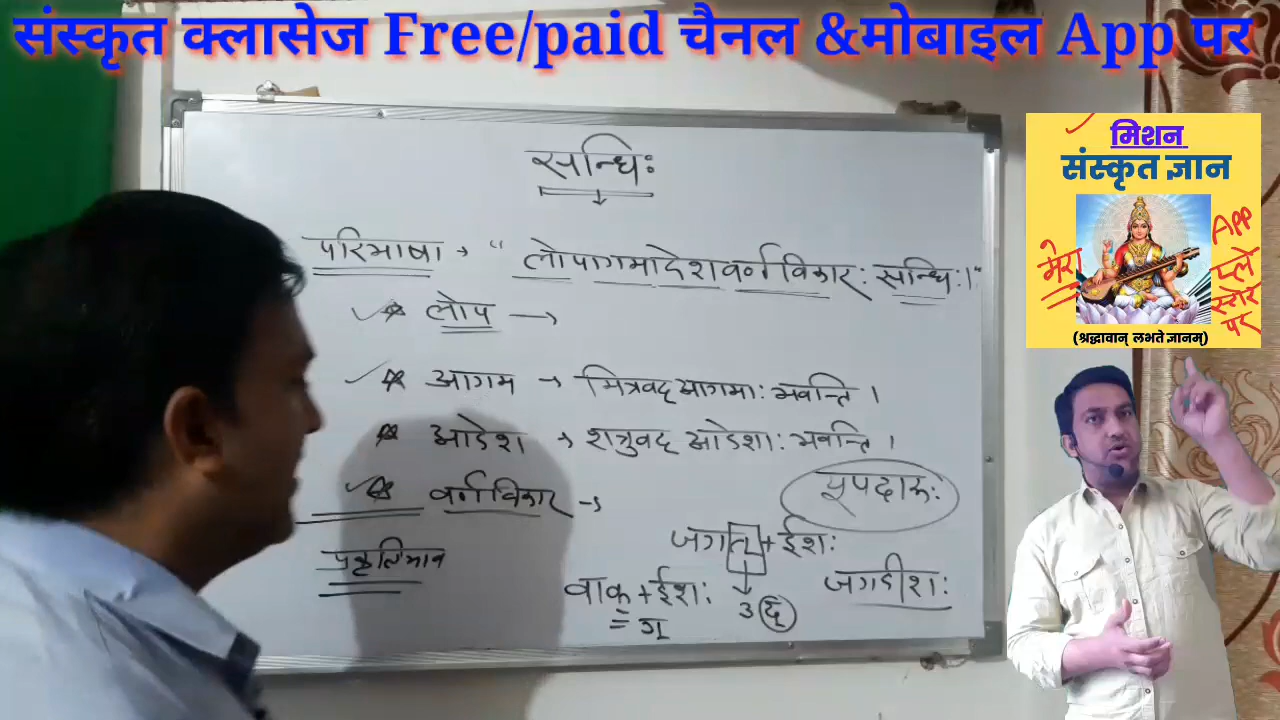 संस्कृत क्लासेज Free/paid चैनल &मोबाइल App पर
मिशन
संस्कृत ज्ञान
मेरा
App
प्ले
स्टोर
पर
(श्रद्धावान् लभते ज्ञानम्)
सन्धिः
परिभाषा → "लोपागमादेशवर्णविकारः सन्धिः।"
लोप →
आगम → मित्रवद् आगमाः भवन्ति।
आदेश → शत्रुवद् आदेशाः भवन्ति।
वर्णविकार →
प्रकृतिभाव
जगत् + ईशः
जगदीशः
वाक् + ईशः
3 द्
= ग्